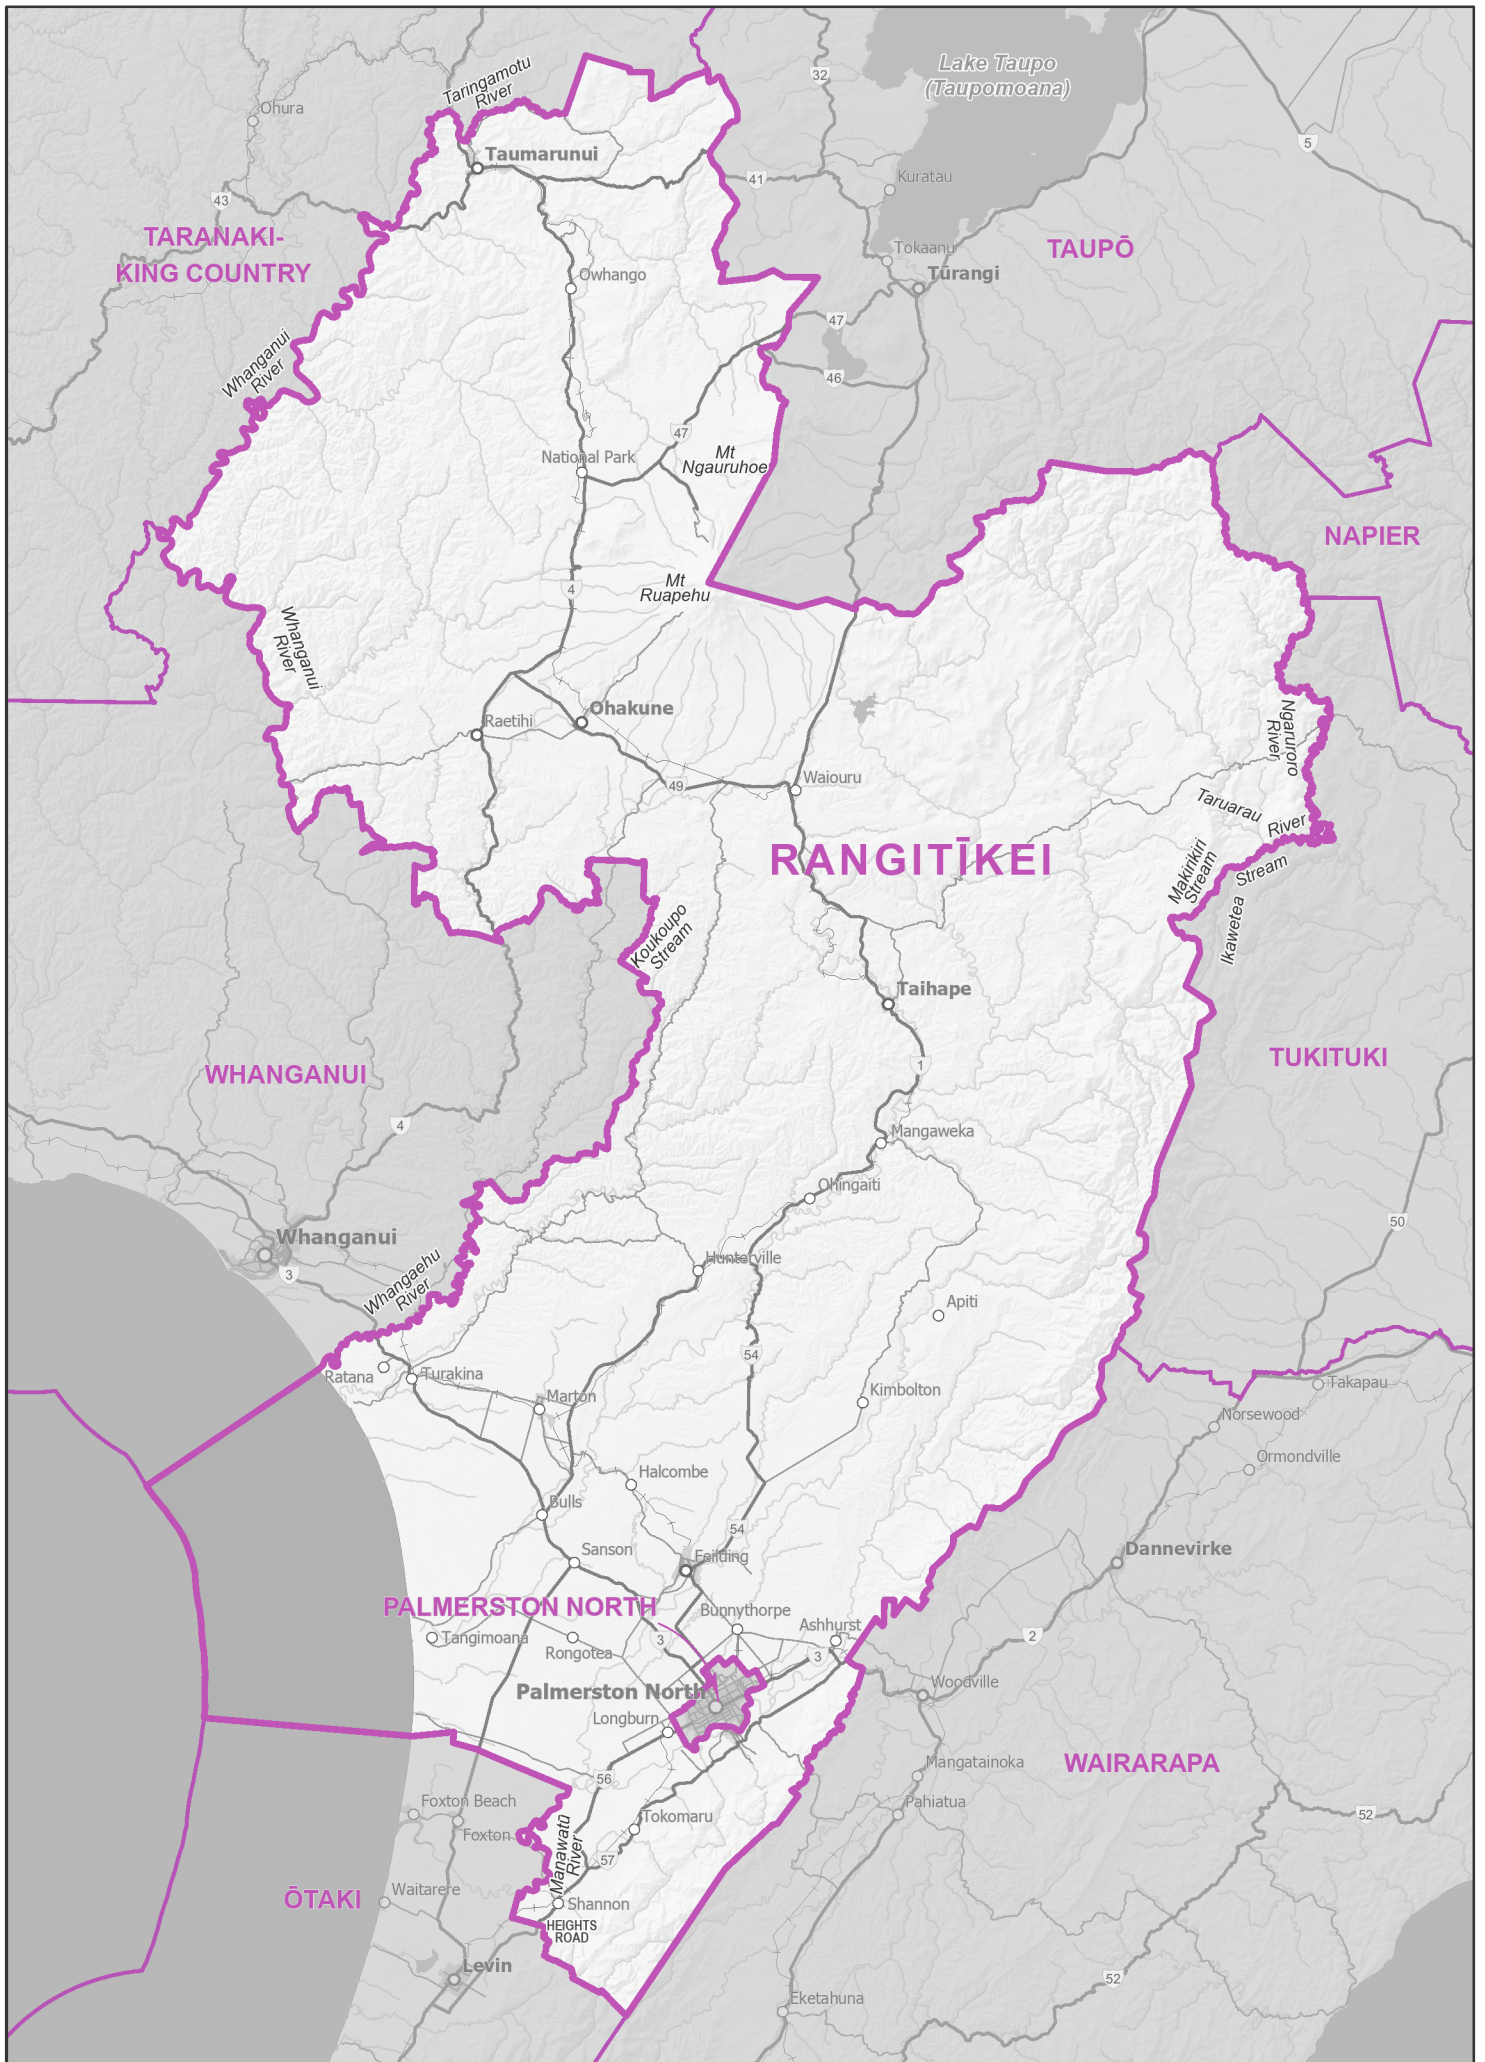 Lake Taupo
(Taupomoana)
32
Taringamotu
River
Ohura
5
Taumarunui
41
Kuratau
43
TARANAKI-
KING COUNTRY
Tokaanu
TAUPŌ
Owhango
Tūrangi
47
Whanganui
River
46
47
National Park
Mt
Ngauruhoe
NAPIER
4
Mt
Ruapehu
Whanganui
River
Raetihi
Ohakune
Ngaruroro
River
49
Waiouru
Taruarau
River
RANGITĪKEI
Makirikiri
Stream
Ikawetea
Stream
Koukoupo
Stream
Taihape
WHANGANUI
1
TUKITUKI
4
Mangaweka
Ohingaiti
50
Whanganui
3
Whangaehu
River
Hunterville
Apiti
54
Ratana
Turakina
Marton
Kimbolton
Takapau
Norsewood
Ormondville
Halcombe
Bulls
54
Sanson
Feilding
Dannevirke
PALMERSTON NORTH
Bunnythorpe
Ashhurst
Tangimoana
Rongotea
3
3
2
Palmerston North
Woodville
Longburn
WAIRARAPA
Mangatainoka
56
Foxton Beach
Foxton
Tokomaru
Pahiatua
52
Manawatū
River
57
ŌTAKI
Waitarere
Shannon
HEIGHTS
ROAD
Levin
52
Eketahuna